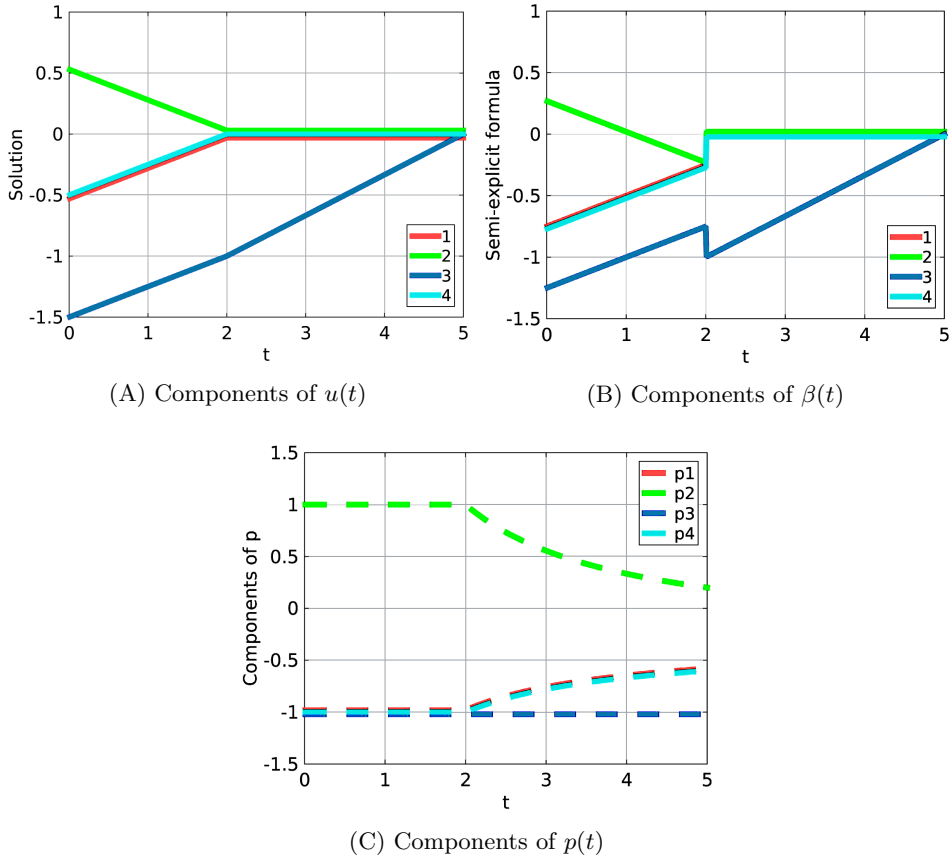 1
0.5
0
-0.5
-1
-1.5
0 1 2 3 4 5
Solution
t
1
2
3
4
(A) Components of u(t)
1
0.5
0
-0.5
-1
-1.5
0 1 2 3 4 5
Semi-explicit formula
t
1
2
3
4
(B) Components of β(t)
1.5
1
0.5
0
-0.5
-1
-1.5
0 1 2 3 4 5
Components of p
t
p1
p2
p3
p4
(C) Components of p(t)